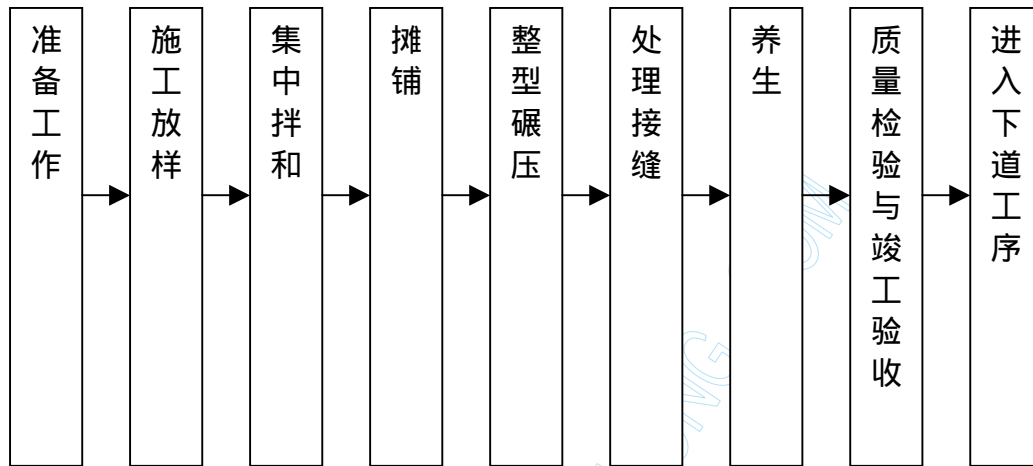 准备工作
施工放样
集中拌和
摊铺
整型碾压
处理接缝
养生
质量检验与竣工验收
进入下道工序